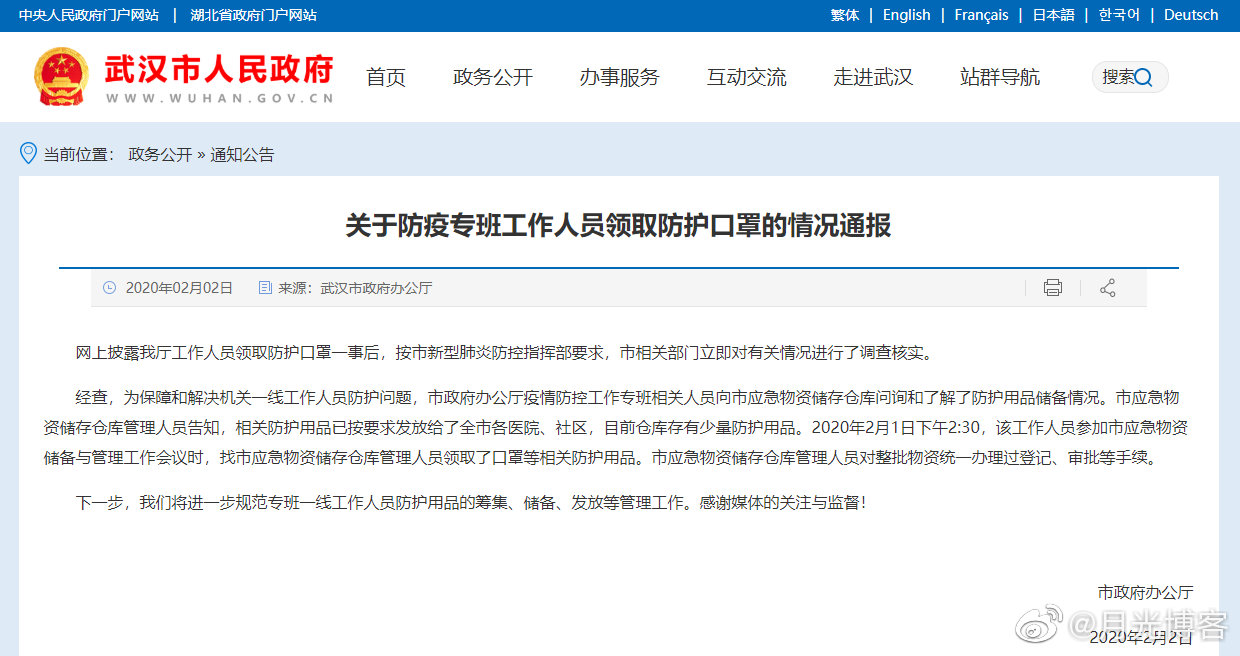 中央人民政府门户网站 | 湖北省政府门户网站
繁体 | English | Français | 日本語 | 한국어 | Deutsch
武汉市人民政府
WWW.WUHAN.GOV.CN
首页 政务公开 办事服务 互动交流 走进武汉 站群导航 搜索
当前位置： 政务公开 » 通知公告
关于防疫专班工作人员领取防护口罩的情况通报
2020年02月02日 来源：武汉市政府办公厅
网上披露我厅工作人员领取防护口罩一事后，按市新型肺炎防控指挥部要求，市相关部门立即对有关情况进行了调查核实。
经查，为保障和解决机关一线工作人员防护问题，市政府办公厅疫情防控工作专班相关人员向市应急物资储存仓库问询和了解了防护用品储备情况。市应急物
资储存仓库管理人员告知，相关防护用品已按要求发放给了全市各医院、社区，目前仓库存有少量防护用品。2020年2月1日下午2:30，该工作人员参加市应急物资
储备与管理工作会议时，找市应急物资储存仓库管理人员领取了口罩等相关防护用品。市应急物资储存仓库管理人员对整批物资统一办理过登记、审批等手续。
下一步，我们将进一步规范专班一线工作人员防护用品的筹集、储备、发放等管理工作。感谢媒体的关注与监督！
市政府办公厅
@月光博客
2020年2月2日